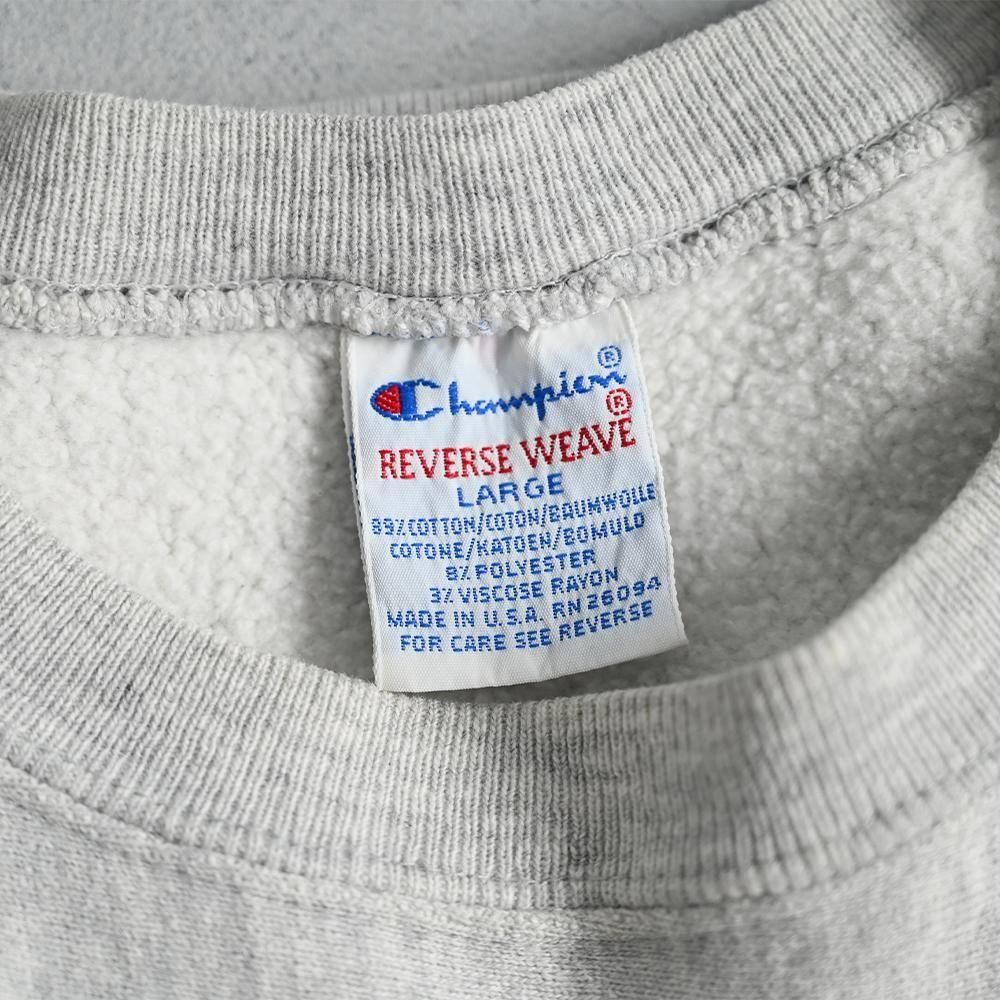 Champion®
REVERSE WEAVE®
LARGE
89%COTTON/COTON/BAUMWOLLE
COTONE/KATOEN/BOMULD
8% POLYESTER
3% VISCOSE RAYON
MADE IN U.S.A. RN 26094
FOR CARE SEE REVERSE